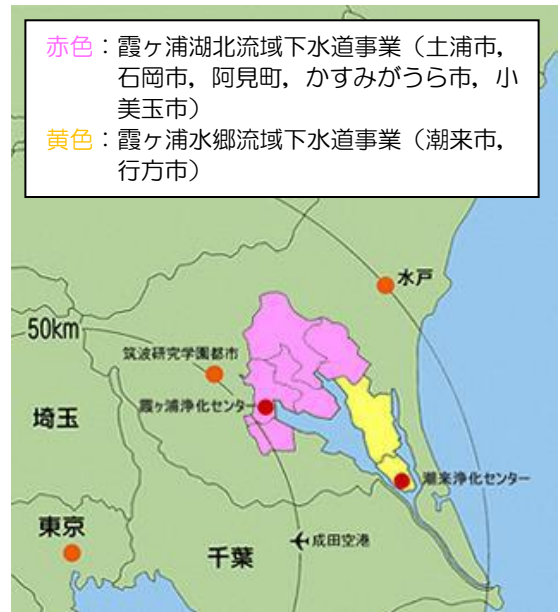 赤色：霞ヶ浦湖北流域下水道事業（土浦市，
石岡市，阿見町，かすみがうら市，小
美玉市）
黄色：霞ヶ浦水郷流域下水道事業（潮来市，
行方市）
水戸
50km
筑波研究学園都市
霞ヶ浦浄化センター
埼玉
潮来浄化センター
東京
成田空港
千葉